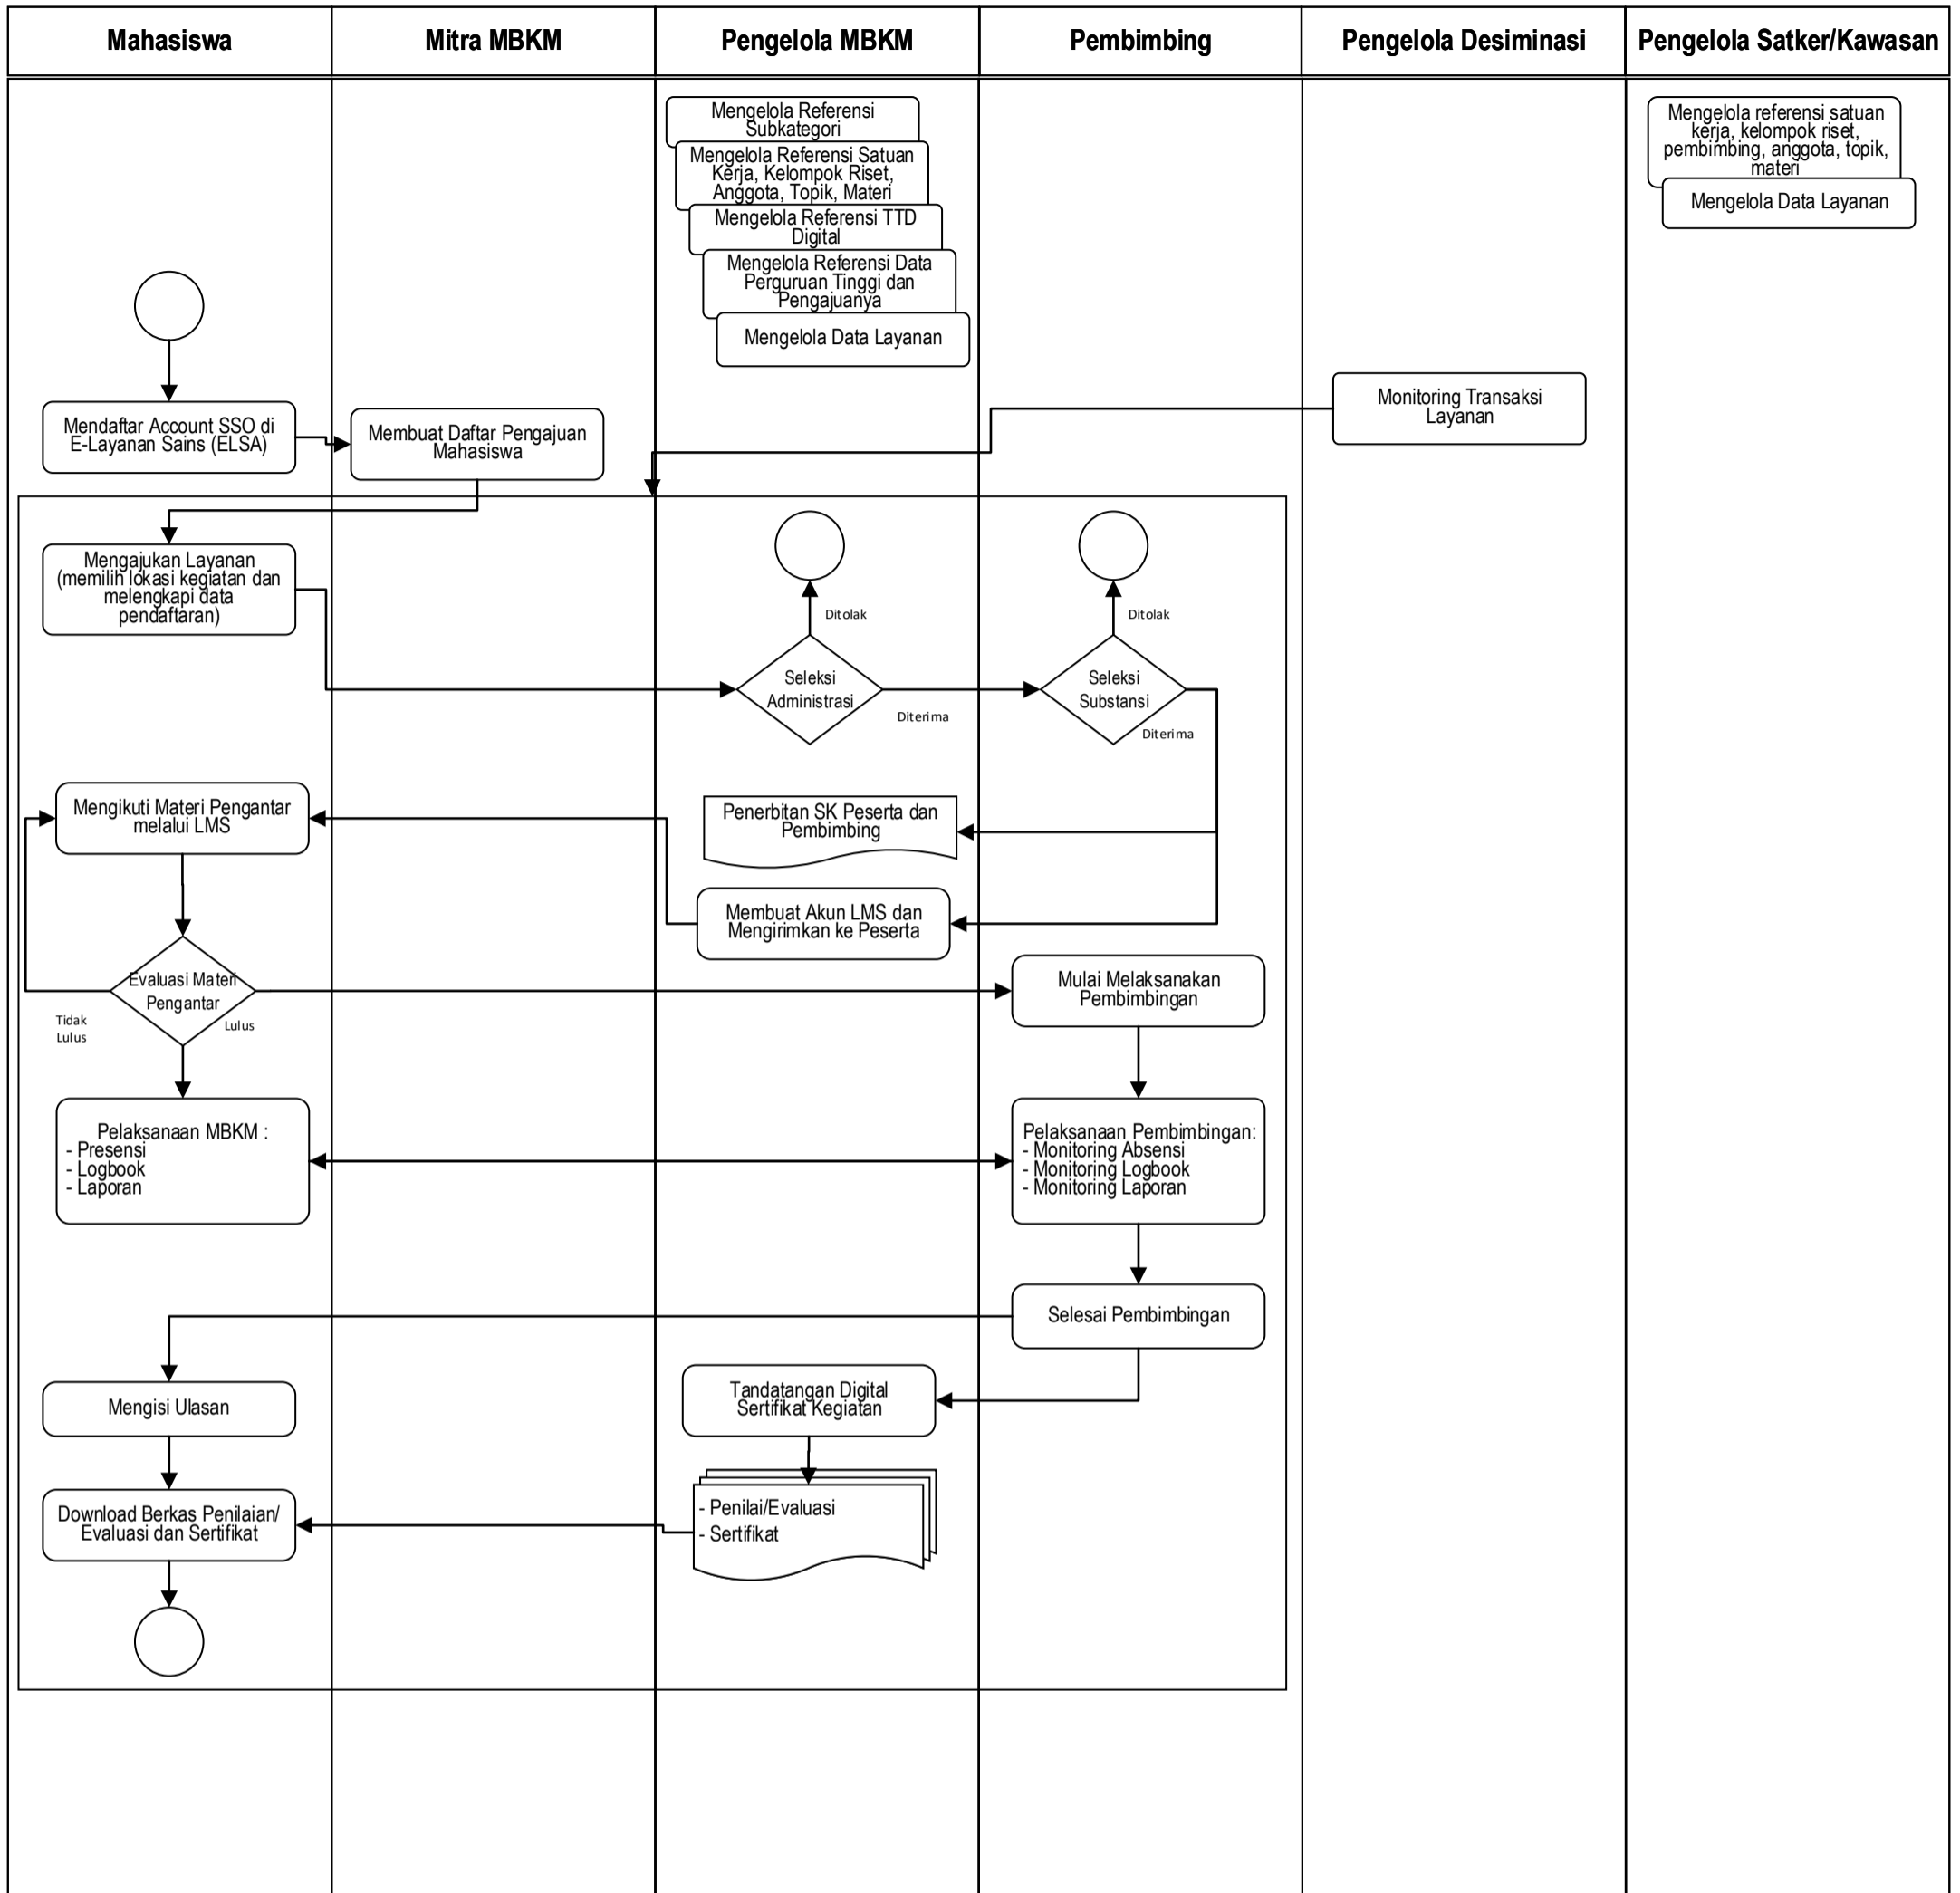 Mahasiswa
Mitra MBKM
Pengelola MBKM
Pembimbing
Pengelola Desiminasi
Pengelola Satker/Kawasan
Mengelola Referensi
Subkategori
Mengelola Referensi Satuan
Kerja, Kelompok Riset,
Anggota, Topik, Materi
Mengelola Referensi TTD
Digital
Mengelola Referensi Data
Perguruan Tinggi dan
Pengajuanya
Mengelola Data Layanan
Mengelola referensi satuan
kerja, kelompok riset,
pembimbing, anggota, topik,
materi
Mengelola Data Layanan
Mendaftar Account SSO di
E-Layanan Sains (ELSA)
Membuat Daftar Pengajuan
Mahasiswa
Monitoring Transaksi
Layanan
Mengajukan Layanan
(memilih lokasi kegiatan dan
melengkapi data
pendaftaran)
Ditolak
Ditolak
Seleksi
Administrasi
Diterima
Seleksi
Substansi
Diterima
Mengikuti Materi Pengantar
melalui LMS
Penerbitan SK Peserta dan
Pembimbing
Membuat Akun LMS dan
Mengirimkan ke Peserta
Evaluasi Materi
Pengantar
Tidak
Lulus
Lulus
Mulai Melaksanakan
Pembimbingan
Pelaksanaan MBKM :
- Presensi
- Logbook
- Laporan
Pelaksanaan Pembimbingan:
- Monitoring Absensi
- Monitoring Logbook
- Monitoring Laporan
Selesai Pembimbingan
Mengisi Ulasan
Tandatangan Digital
Sertifikat Kegiatan
Download Berkas Penilaian/
Evaluasi dan Sertifikat
- Penilai/Evaluasi
- Sertifikat